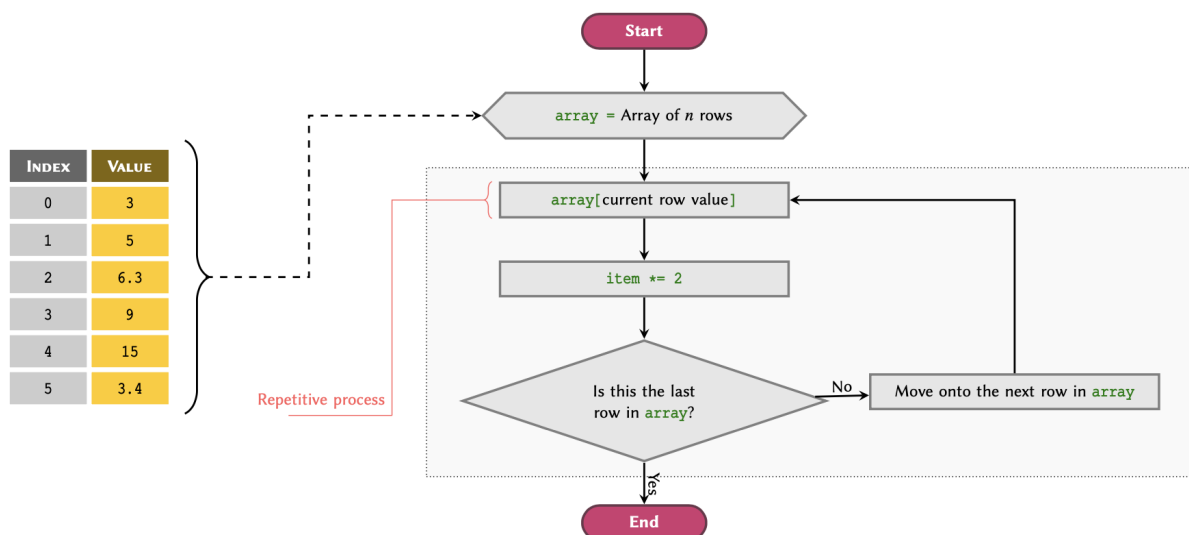 Start
array = Array of n rows
INDEX VALUE
0 3
1 5
2 6.3
3 9
4 15
5 3.4
array[current row value]
item *= 2
Repetitive process
Is this the last
row in array?
No
Move onto the next row in array
Yes
End